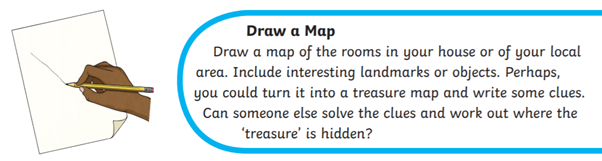 Draw a Map
Draw a map of the rooms in your house or of your local
area. Include interesting landmarks or objects. Perhaps,
you could turn it into a treasure map and write some clues.
Can someone else solve the clues and work out where the
‘treasure’ is hidden?